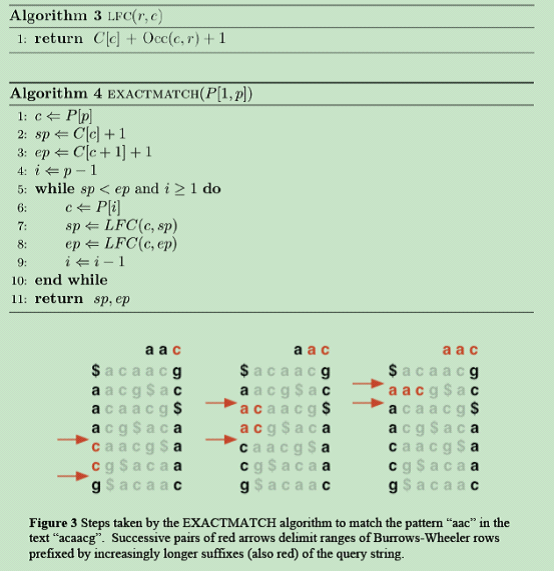 Algorithm 3 LFC(r, c)
1: return C[c] + Occ(c, r) + 1
Algorithm 4 EXACTMATCH(P[1, p])
1: c ⇐ P[p]
2: sp ⇐ C[c] + 1
3: ep ⇐ C[c + 1] + 1
4: i ⇐ p − 1
5: while sp < ep and i ≥ 1 do
6: c ⇐ P[i]
7: sp ⇐ LFC(c, sp)
8: ep ⇐ LFC(c, ep)
9: i ⇐ i − 1
10: end while
11: return sp, ep
a a c
$ a c a a c g
a a c g $ a c
a c a a c g $
a c g $ a c a
c a a c g $ a
c g $ a c a a
g $ a c a a c
a a c
$ a c a a c g
a a c g $ a c
a c a a c g $
a c g $ a c a
c a a c g $ a
c g $ a c a a
g $ a c a a c
a a c
$ a c a a c g
a a c g $ a c
a c a a c g $
a c g $ a c a
c a a c g $ a
c g $ a c a a
g $ a c a a c
Figure 3 Steps taken by the EXACTMATCH algorithm to match the pattern “aac” in the
text “acaacg”. Successive pairs of red arrows delimit ranges of Burrows-Wheeler rows
prefixed by increasingly longer suffixes (also red) of the query string.